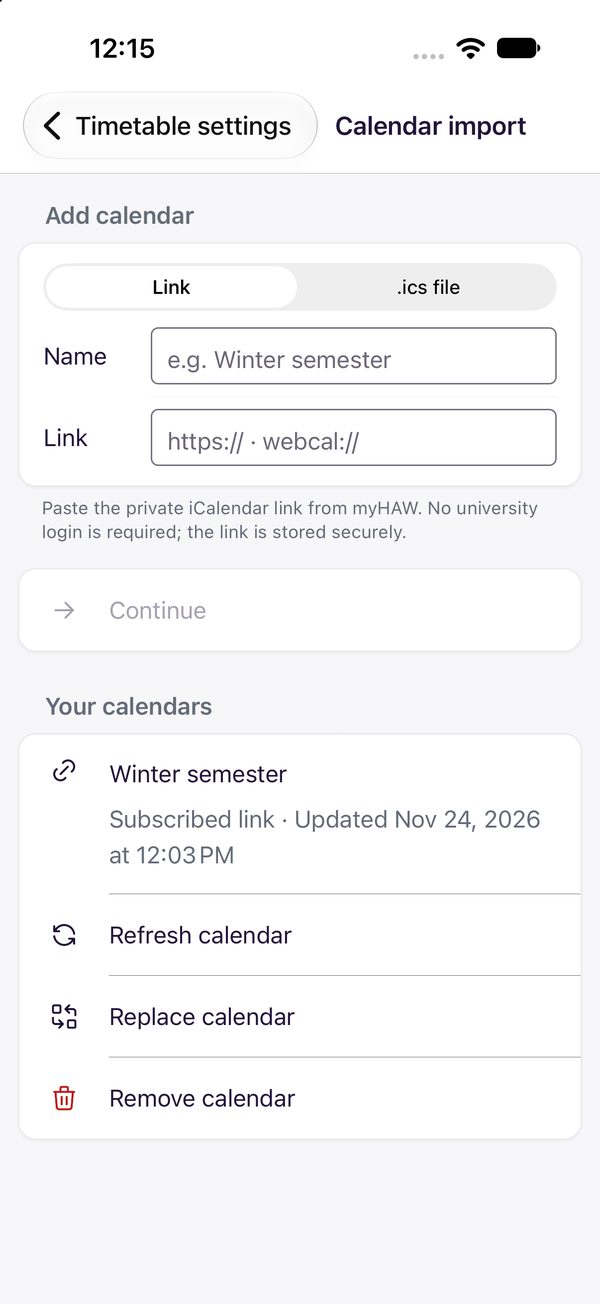 12:15
Timetable settings
Calendar import
Add calendar
Link
.ics file
Name
e.g. Winter semester
Link
https:// · webcal://
Paste the private iCalendar link from myHAW. No university
login is required; the link is stored securely.
Continue
Your calendars
Winter semester
Subscribed link · Updated Nov 24, 2026
at 12:03 PM
Refresh calendar
Replace calendar
Remove calendar